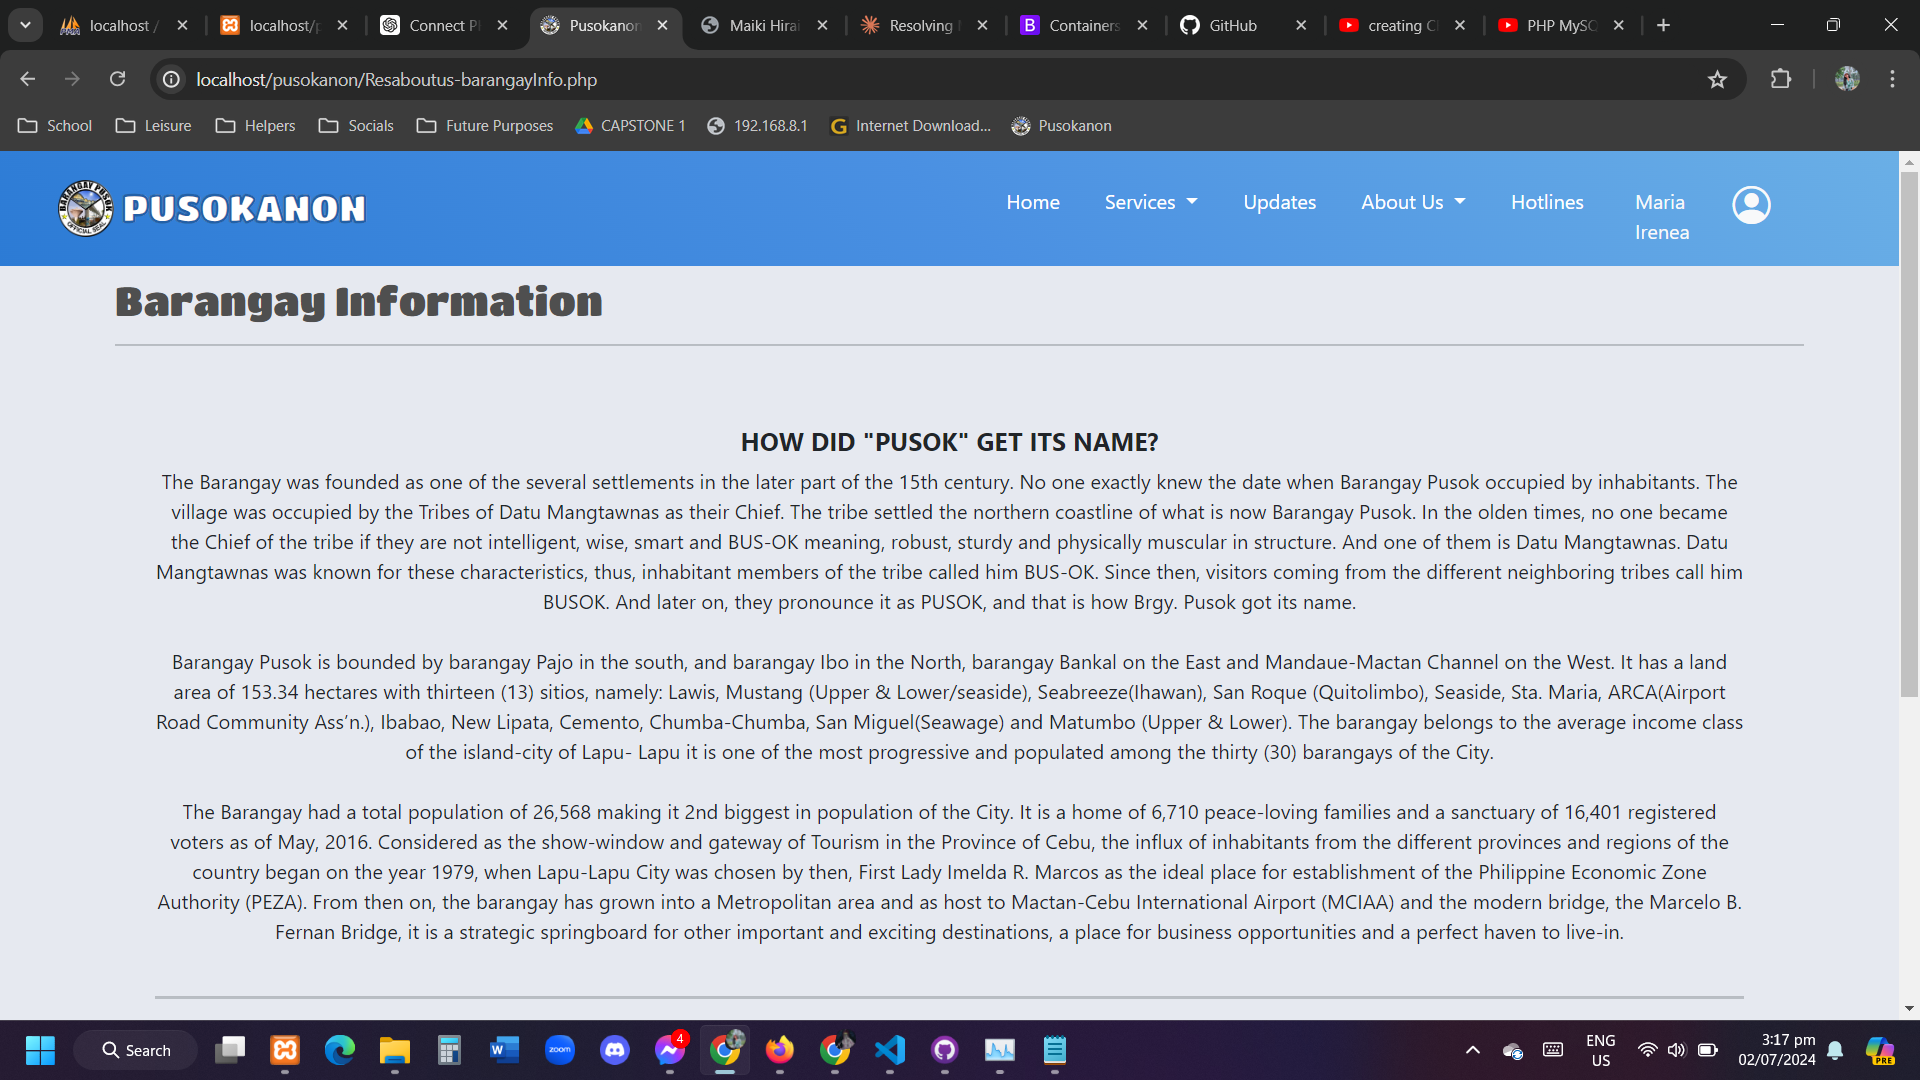 localhost /
localhost/p
Connect P
Pusokanon
Maiki Hirai
Resolving
Containers
GitHub
creating C
PHP MySQ
localhost/pusokanon/Resaboutus-barangayInfo.php
School
Leisure
Helpers
Socials
Future Purposes
CAPSTONE 1
192.168.8.1
Internet Download...
Pusokanon
BARANGAY PUSOK
OFFICIAL SEAL
PUSOKANON
Home
Services
Updates
About Us
Hotlines
Maria
Irenea
Barangay Information
HOW DID "PUSOK" GET ITS NAME?
The Barangay was founded as one of the several settlements in the later part of the 15th century. No one exactly knew the date when Barangay Pusok occupied by inhabitants. The
village was occupied by the Tribes of Datu Mangtawnas as their Chief. The tribe settled the northern coastline of what is now Barangay Pusok. In the olden times, no one became
the Chief of the tribe if they are not intelligent, wise, smart and BUS-OK meaning, robust, sturdy and physically muscular in structure. And one of them is Datu Mangtawnas. Datu
Mangtawnas was known for these characteristics, thus, inhabitant members of the tribe called him BUS-OK. Since then, visitors coming from the different neighboring tribes call him
BUSOK. And later on, they pronounce it as PUSOK, and that is how Brgy. Pusok got its name.
Barangay Pusok is bounded by barangay Pajo in the south, and barangay Ibo in the North, barangay Bankal on the East and Mandaue-Mactan Channel on the West. It has a land
area of 153.34 hectares with thirteen (13) sitios, namely: Lawis, Mustang (Upper & Lower/seaside), Seabreeze(Ihawan), San Roque (Quitolimbo), Seaside, Sta. Maria, ARCA(Airport
Road Community Ass’n.), Ibabao, New Lipata, Cemento, Chumba-Chumba, San Miguel(Seawage) and Matumbo (Upper & Lower). The barangay belongs to the average income class
of the island-city of Lapu- Lapu it is one of the most progressive and populated among the thirty (30) barangays of the City.
The Barangay had a total population of 26,568 making it 2nd biggest in population of the City. It is a home of 6,710 peace-loving families and a sanctuary of 16,401 registered
voters as of May, 2016. Considered as the show-window and gateway of Tourism in the Province of Cebu, the influx of inhabitants from the different provinces and regions of the
country began on the year 1979, when Lapu-Lapu City was chosen by then, First Lady Imelda R. Marcos as the ideal place for establishment of the Philippine Economic Zone
Authority (PEZA). From then on, the barangay has grown into a Metropolitan area and as host to Mactan-Cebu International Airport (MCIAA) and the modern bridge, the Marcelo B.
Fernan Bridge, it is a strategic springboard for other important and exciting destinations, a place for business opportunities and a perfect haven to live-in.
Search
zoom
4
ENG
US
3:17 pm
02/07/2024
PRE